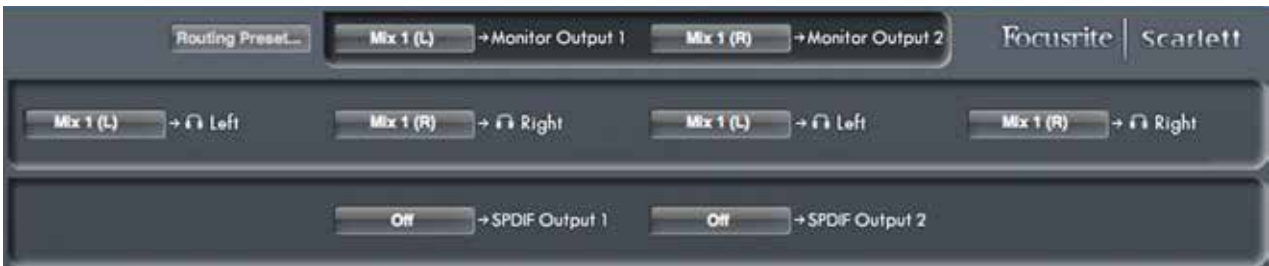 Routing Preset... Mix 1 (L) →Monitor Output 1 Mix 1 (R) →Monitor Output 2 Focusrite | Scarlett
Mix 1 (L) → Left Mix 1 (R) → Right Mix 1 (L) → Left Mix 1 (R) → Right
Off →SPDIF Output 1 Off →SPDIF Output 2